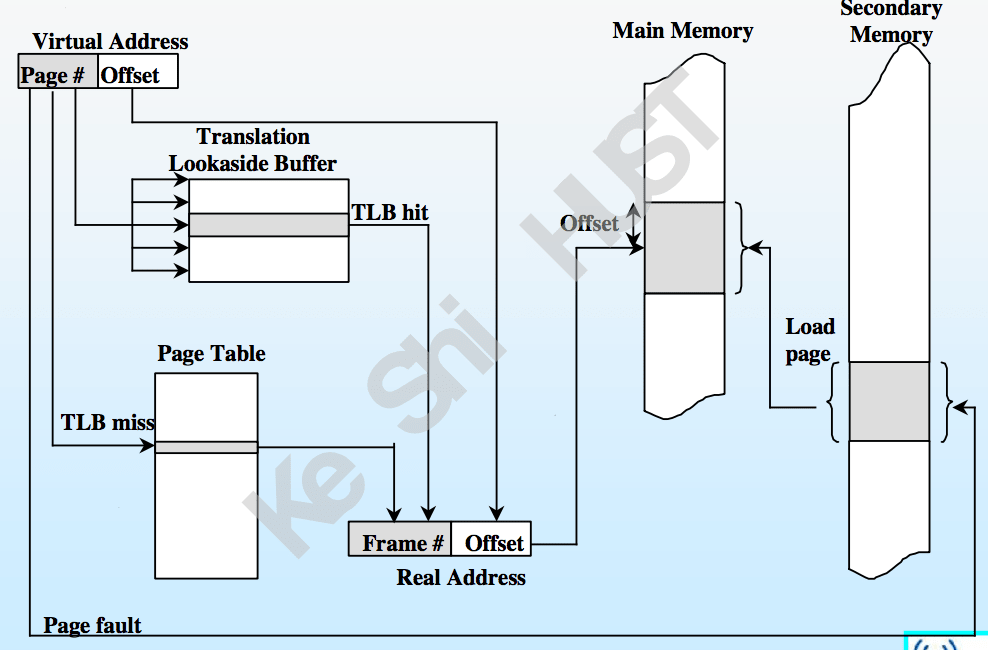 Secondary
Memory
Main Memory
Virtual Address
Page # Offset
Translation
Lookaside Buffer
TLB hit
Offset
Load
page
Page Table
TLB miss
Frame # Offset
Real Address
Page fault
Ke Shi HUST